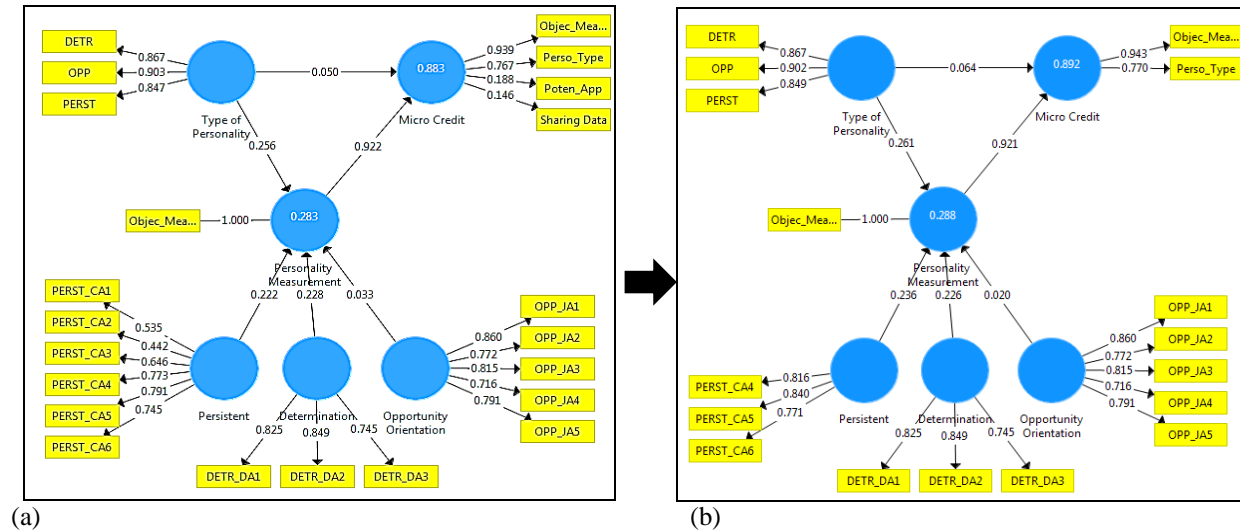 DETR
OPP
PERST
0.867
0.903
0.847
Type of
Personality
0.050
0.883
Micro Credit
0.939
0.767
0.188
0.146
Objec_Mea...
Perso_Type
Poten_App
Sharing Data
0.256
0.922
Objec_Mea...
1.000
0.283
Personality
Measurement
0.222
0.228
0.033
PERST_CA1
PERST_CA2
PERST_CA3
PERST_CA4
PERST_CA5
PERST_CA6
0.535
0.442
0.646
0.773
0.791
0.745
Persistent
Determination
Opportunity
Orientation
0.860
0.772
0.815
0.716
0.791
OPP_JA1
OPP_JA2
OPP_JA3
OPP_JA4
OPP_JA5
0.825
0.849
0.745
DETR_DA1
DETR_DA2
DETR_DA3
(a)
DETR
OPP
PERST
0.867
0.902
0.849
Type of
Personality
0.064
0.892
Micro Credit
0.943
0.770
Objec_Mea...
Perso_Type
0.261
0.921
Objec_Mea...
1.000
0.288
Personality
Measurement
0.236
0.226
0.020
PERST_CA4
PERST_CA5
PERST_CA6
0.816
0.840
0.771
Persistent
Determination
Opportunity
Orientation
0.860
0.772
0.815
0.716
0.791
OPP_JA1
OPP_JA2
OPP_JA3
OPP_JA4
OPP_JA5
0.825
0.849
0.745
DETR_DA1
DETR_DA2
DETR_DA3
(b)